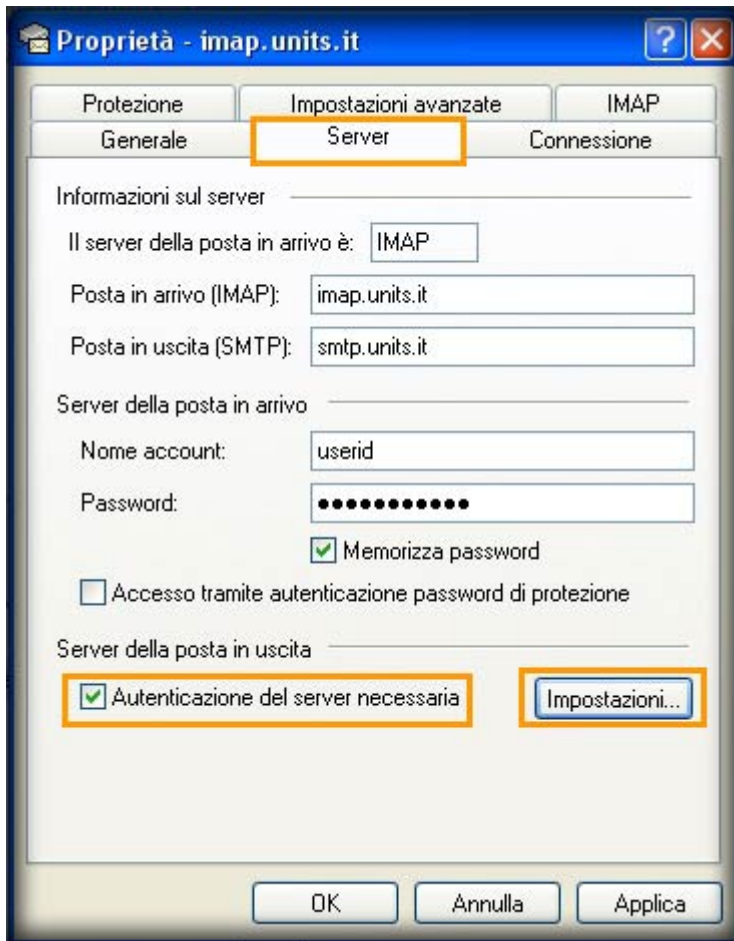 Proprietà - imap.units.it
Protezione Impostazioni avanzate IMAP
Generale Server Connessione
Informazioni sul server
Il server della posta in arrivo è: IMAP
Posta in arrivo (IMAP): imap.units.it
Posta in uscita (SMTP): smtp.units.it
Server della posta in arrivo
Nome account: userid
Password: ●●●●●●●●●●●
Memorizza password
Accesso tramite autenticazione password di protezione
Server della posta in uscita
Autenticazione del server necessaria Impostazioni...
OK Annulla Applica